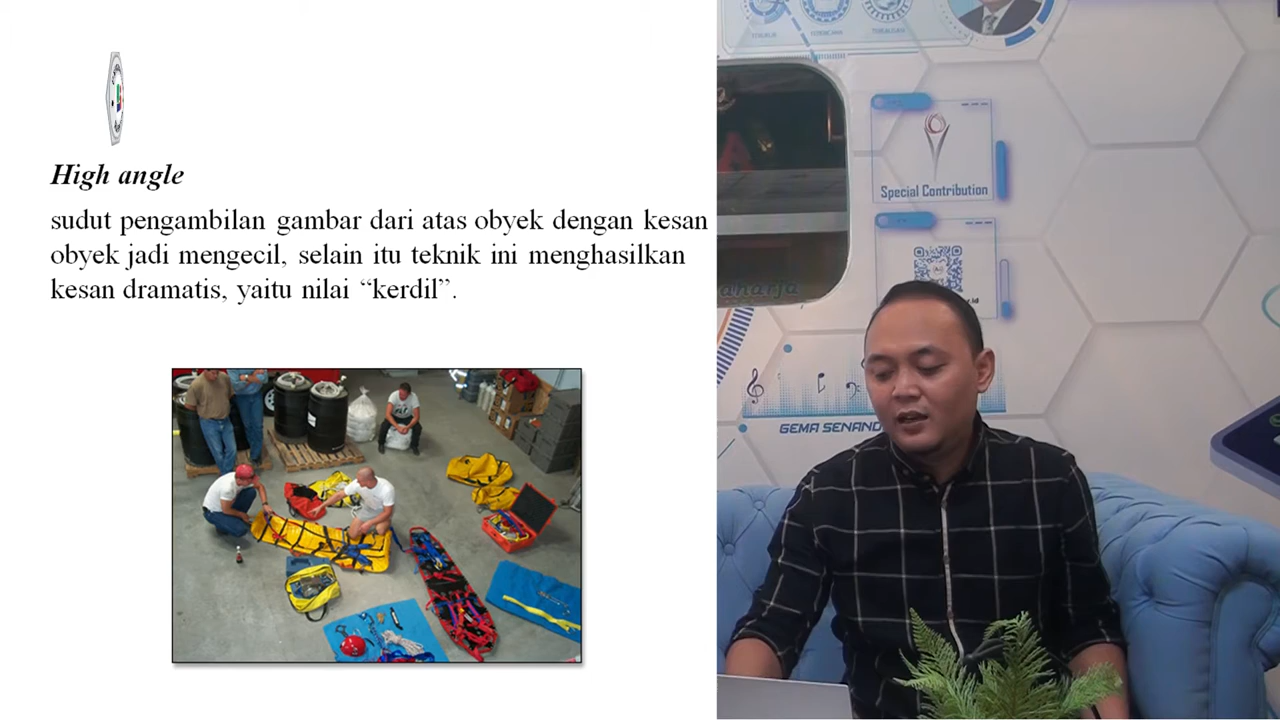 High angle
sudut pengambilan gambar dari atas obyek dengan kesan
obyek jadi mengecil, selain itu teknik ini menghasilkan
kesan dramatis, yaitu nilai “kerdil”.
Special Contribution
GEMA SENAND